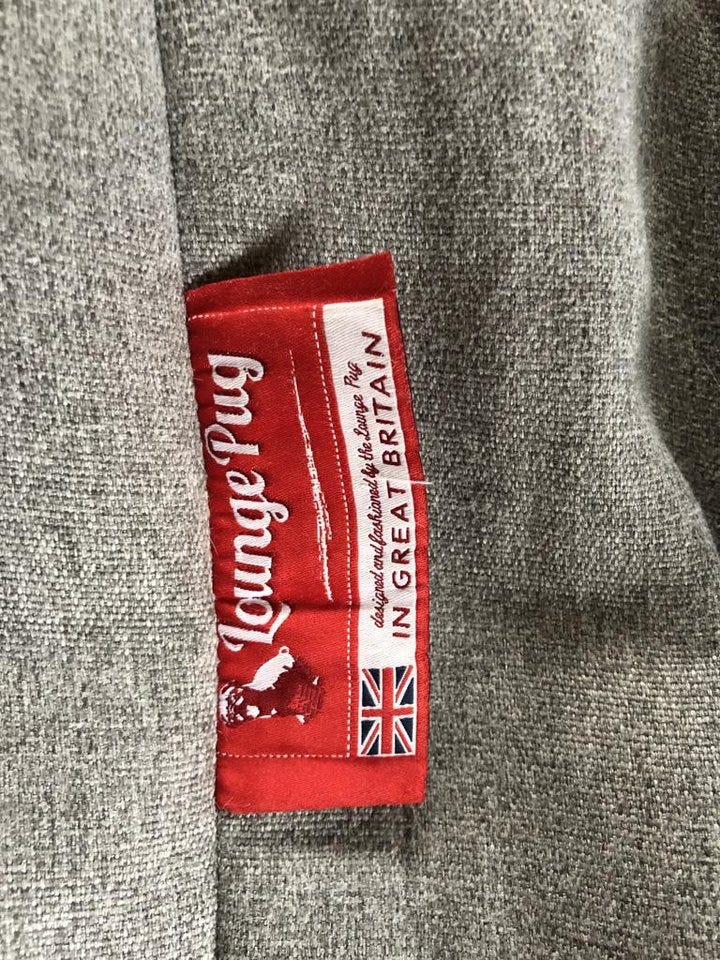 Lounge Pug
designed and fashioned by the Lounge Pug
IN GREAT BRITAIN